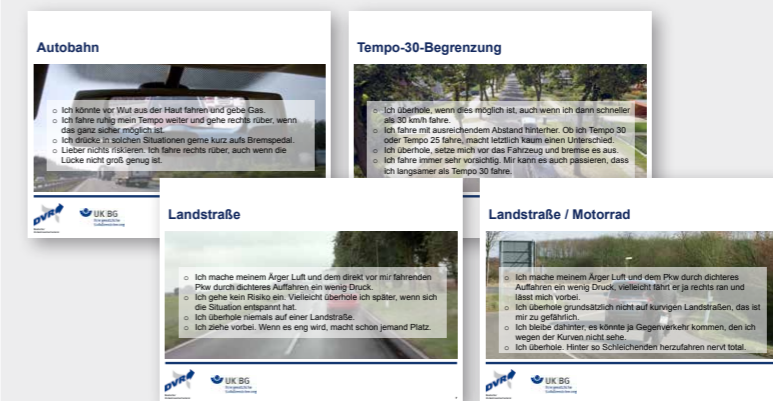 Autobahn
o Ich könnte vor Wut aus der Haut fahren und gebe Gas.
o Ich fahre ruhig mein Tempo weiter und gehe rechts rüber, wenn
das ganz sicher möglich ist.
o Ich drücke in solchen Situationen gerne kurz aufs Bremspedal.
o Lieber nichts riskieren. Ich fahre rechts rüber, auch wenn die
Lücke nicht groß genug ist.
DVR
UK BG
Tempo-30-Begrenzung
o Ich überhole, wenn dies möglich ist, auch wenn ich dann schneller
als 30 km/h fahre.
o Ich fahre mit ausreichendem Abstand hinterher. Ob ich Tempo 30
oder Tempo 25 fahre, macht letztlich kaum einen Unterschied.
o Ich überhole, setze mich vor das Fahrzeug und bremse es aus.
o Ich fahre immer sehr vorsichtig. Mir kann es auch passieren, dass
ich langsamer als Tempo 30 fahre.
Landstraße
o Ich mache meinem Ärger Luft und dem direkt vor mir fahrenden
Pkw durch dichteres Auffahren ein wenig Druck.
o Ich gehe kein Risiko ein. Vielleicht überhole ich später, wenn sich
die Situation entspannt hat.
o Ich überhole niemals auf einer Landstraße.
o Ich ziehe vorbei. Wenn es eng wird, macht schon jemand Platz.
DVR
UK BG
Landstraße / Motorrad
o Ich mache meinem Ärger Luft und dem Pkw durch dichteres
Auffahren ein wenig Druck, vielleicht fährt er ja rechts ran und
lässt mich vorbei.
o Ich überhole grundsätzlich nicht auf kurvigen Landstraßen, das ist
mir zu gefährlich.
o Ich bleibe dahinter, es könnte ja Gegenverkehr kommen, den ich
wegen der Kurven nicht sehe.
o Ich überhole. Hinter so Schleichenden herzufahren nervt total.
DVR
UK BG